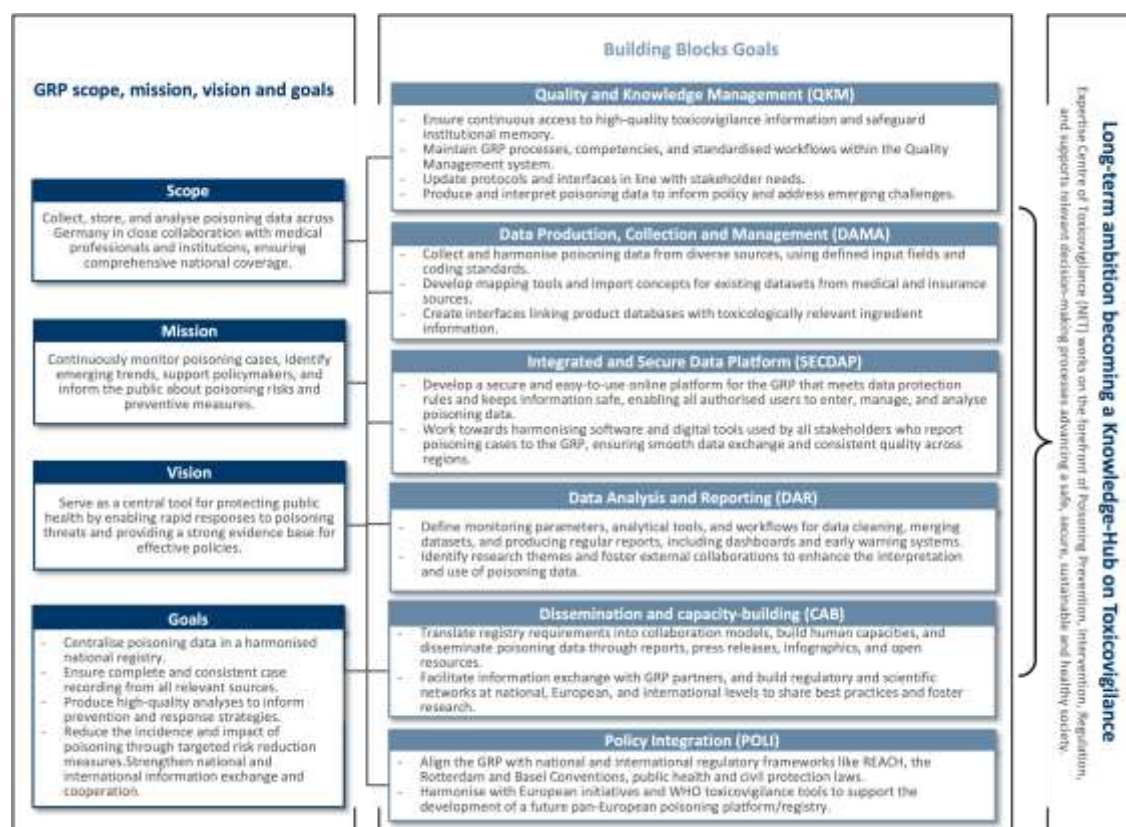 GRP scope, mission, vision and goals
Scope
Collect, store, and analyse poisoning data across
Germany in close collaboration with medical
professionals and institutions, ensuring
comprehensive national coverage.
Mission
Continuously monitor poisoning cases, identify
emerging trends, support policymakers, and
inform the public about poisoning risks and
preventive measures.
Vision
Serve as a central tool for protecting public
health by enabling rapid responses to poisoning
threats and providing a strong evidence base for
effective policies.
Goals
- Centralise poisoning data in a harmonised
national registry.
- Ensure complete and consistent case
recording from all relevant sources.
- Produce high-quality analyses to inform
prevention and response strategies.
- Reduce the incidence and impact of
poisoning through targeted risk reduction
measures.Strengthen national and
international information exchange and
cooperation.
Building Blocks Goals
Quality and Knowledge Management (QKM)
- Ensure continuous access to high-quality toxicovigilance information and safeguard
institutional memory.
- Maintain GRP processes, competencies, and standardised workflows within the Quality
Management system.
- Update protocols and interfaces in line with stakeholder needs.
- Produce and interpret poisoning data to inform policy and address emerging challenges.
Data Production, Collection and Management (DAMA)
- Collect and harmonise poisoning data from diverse sources, using defined input fields and
coding standards.
- Develop mapping tools and import concepts for existing datasets from medical and insurance
sources.
- Create interfaces linking product databases with toxicologically relevant ingredient
information.
Integrated and Secure Data Platform (SECDAP)
- Develop a secure and easy-to-use online platform for the GRP that meets data protection
rules and keeps information safe, enabling all authorised users to enter, manage, and analyse
poisoning data.
- Work towards harmonising software and digital tools used by all stakeholders who report
poisoning cases to the GRP, ensuring smooth data exchange and consistent quality across
regions.
Data Analysis and Reporting (DAR)
- Define monitoring parameters, analytical tools, and workflows for data cleaning, merging
datasets, and producing regular reports, including dashboards and early warning systems.
- Identify research themes and foster external collaborations to enhance the interpretation
and use of poisoning data.
Dissemination and capacity-building (CAB)
- Translate registry requirements into collaboration models, build human capacities, and
disseminate poisoning data through reports, press releases, infographics, and open
resources.
- Facilitate information exchange with GRP partners, and build regulatory and scientific
networks at national, European, and international levels to share best practices and foster
research.
Policy Integration (POLI)
- Align the GRP with national and international regulatory frameworks like REACH, the
Rotterdam and Basel Conventions, public health and civil protection laws.
- Harmonise with European initiatives and WHO toxicovigilance tools to support the
development of a future pan-European poisoning platform/registry.
Long-term ambition becoming a Knowledge-Hub on Toxicovigilance
Expertise Centre of Toxicovigilance (NET) works on the forefront of Poisoning Prevention, Intervention, Regulation,
and supports relevant decision-making processes advancing a safe, secure, sustainable and healthy society